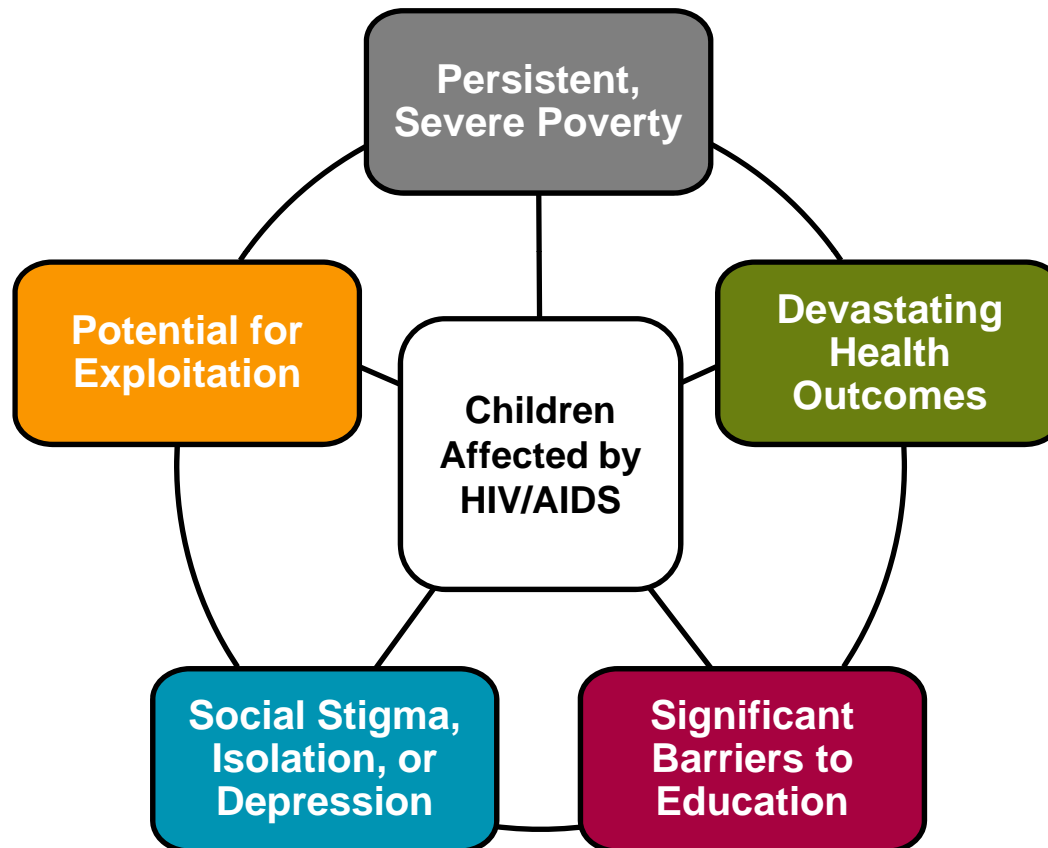 Persistent,
Severe Poverty
Potential for
Exploitation
Devastating
Health
Outcomes
Children
Affected by
HIV/AIDS
Social Stigma,
Isolation, or
Depression
Significant
Barriers to
Education